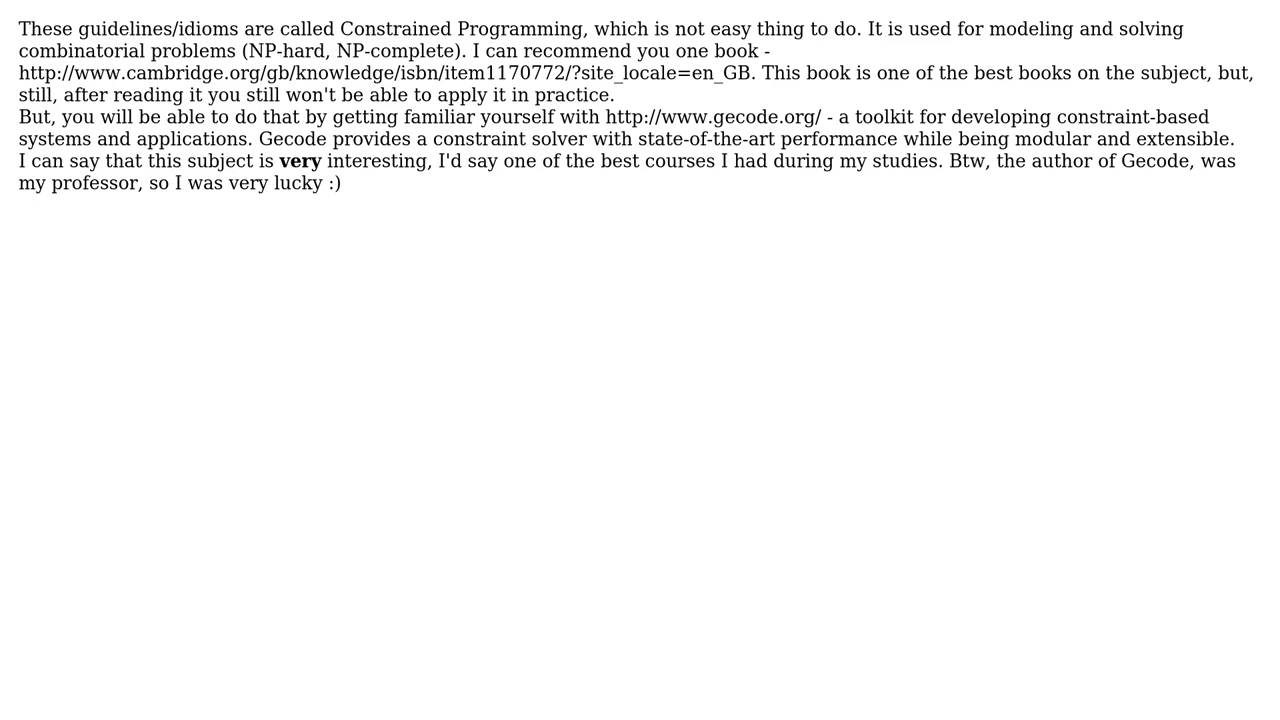 These guidelines/idioms are called Constrained Programming, which is not easy thing to do. It is used for modeling and solving
combinatorial problems (NP-hard, NP-complete). I can recommend you one book -
http://www.cambridge.org/gb/knowledge/isbn/item1170772/?site_locale=en_GB. This book is one of the best books on the subject, but,
still, after reading it you still won't be able to apply it in practice.
But, you will be able to do that by getting familiar yourself with http://www.gecode.org/ - a toolkit for developing constraint-based
systems and applications. Gecode provides a constraint solver with state-of-the-art performance while being modular and extensible.
I can say that this subject is very interesting, I'd say one of the best courses I had during my studies. Btw, the author of Gecode, was
my professor, so I was very lucky :)